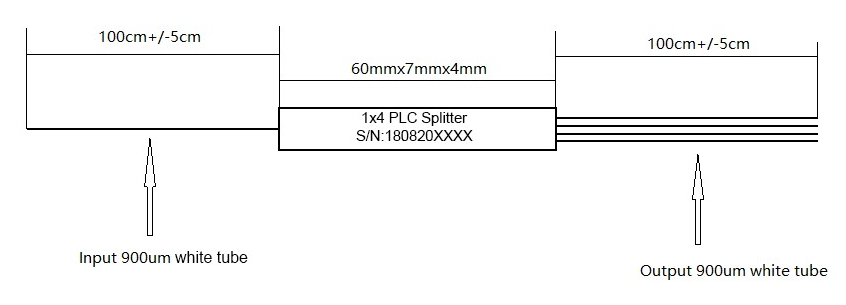 100cm+/-5cm
60mmx7mmx4mm
100cm+/-5cm
1x4 PLC Splitter
S/N:180820XXXX
Input 900um white tube
Output 900um white tube